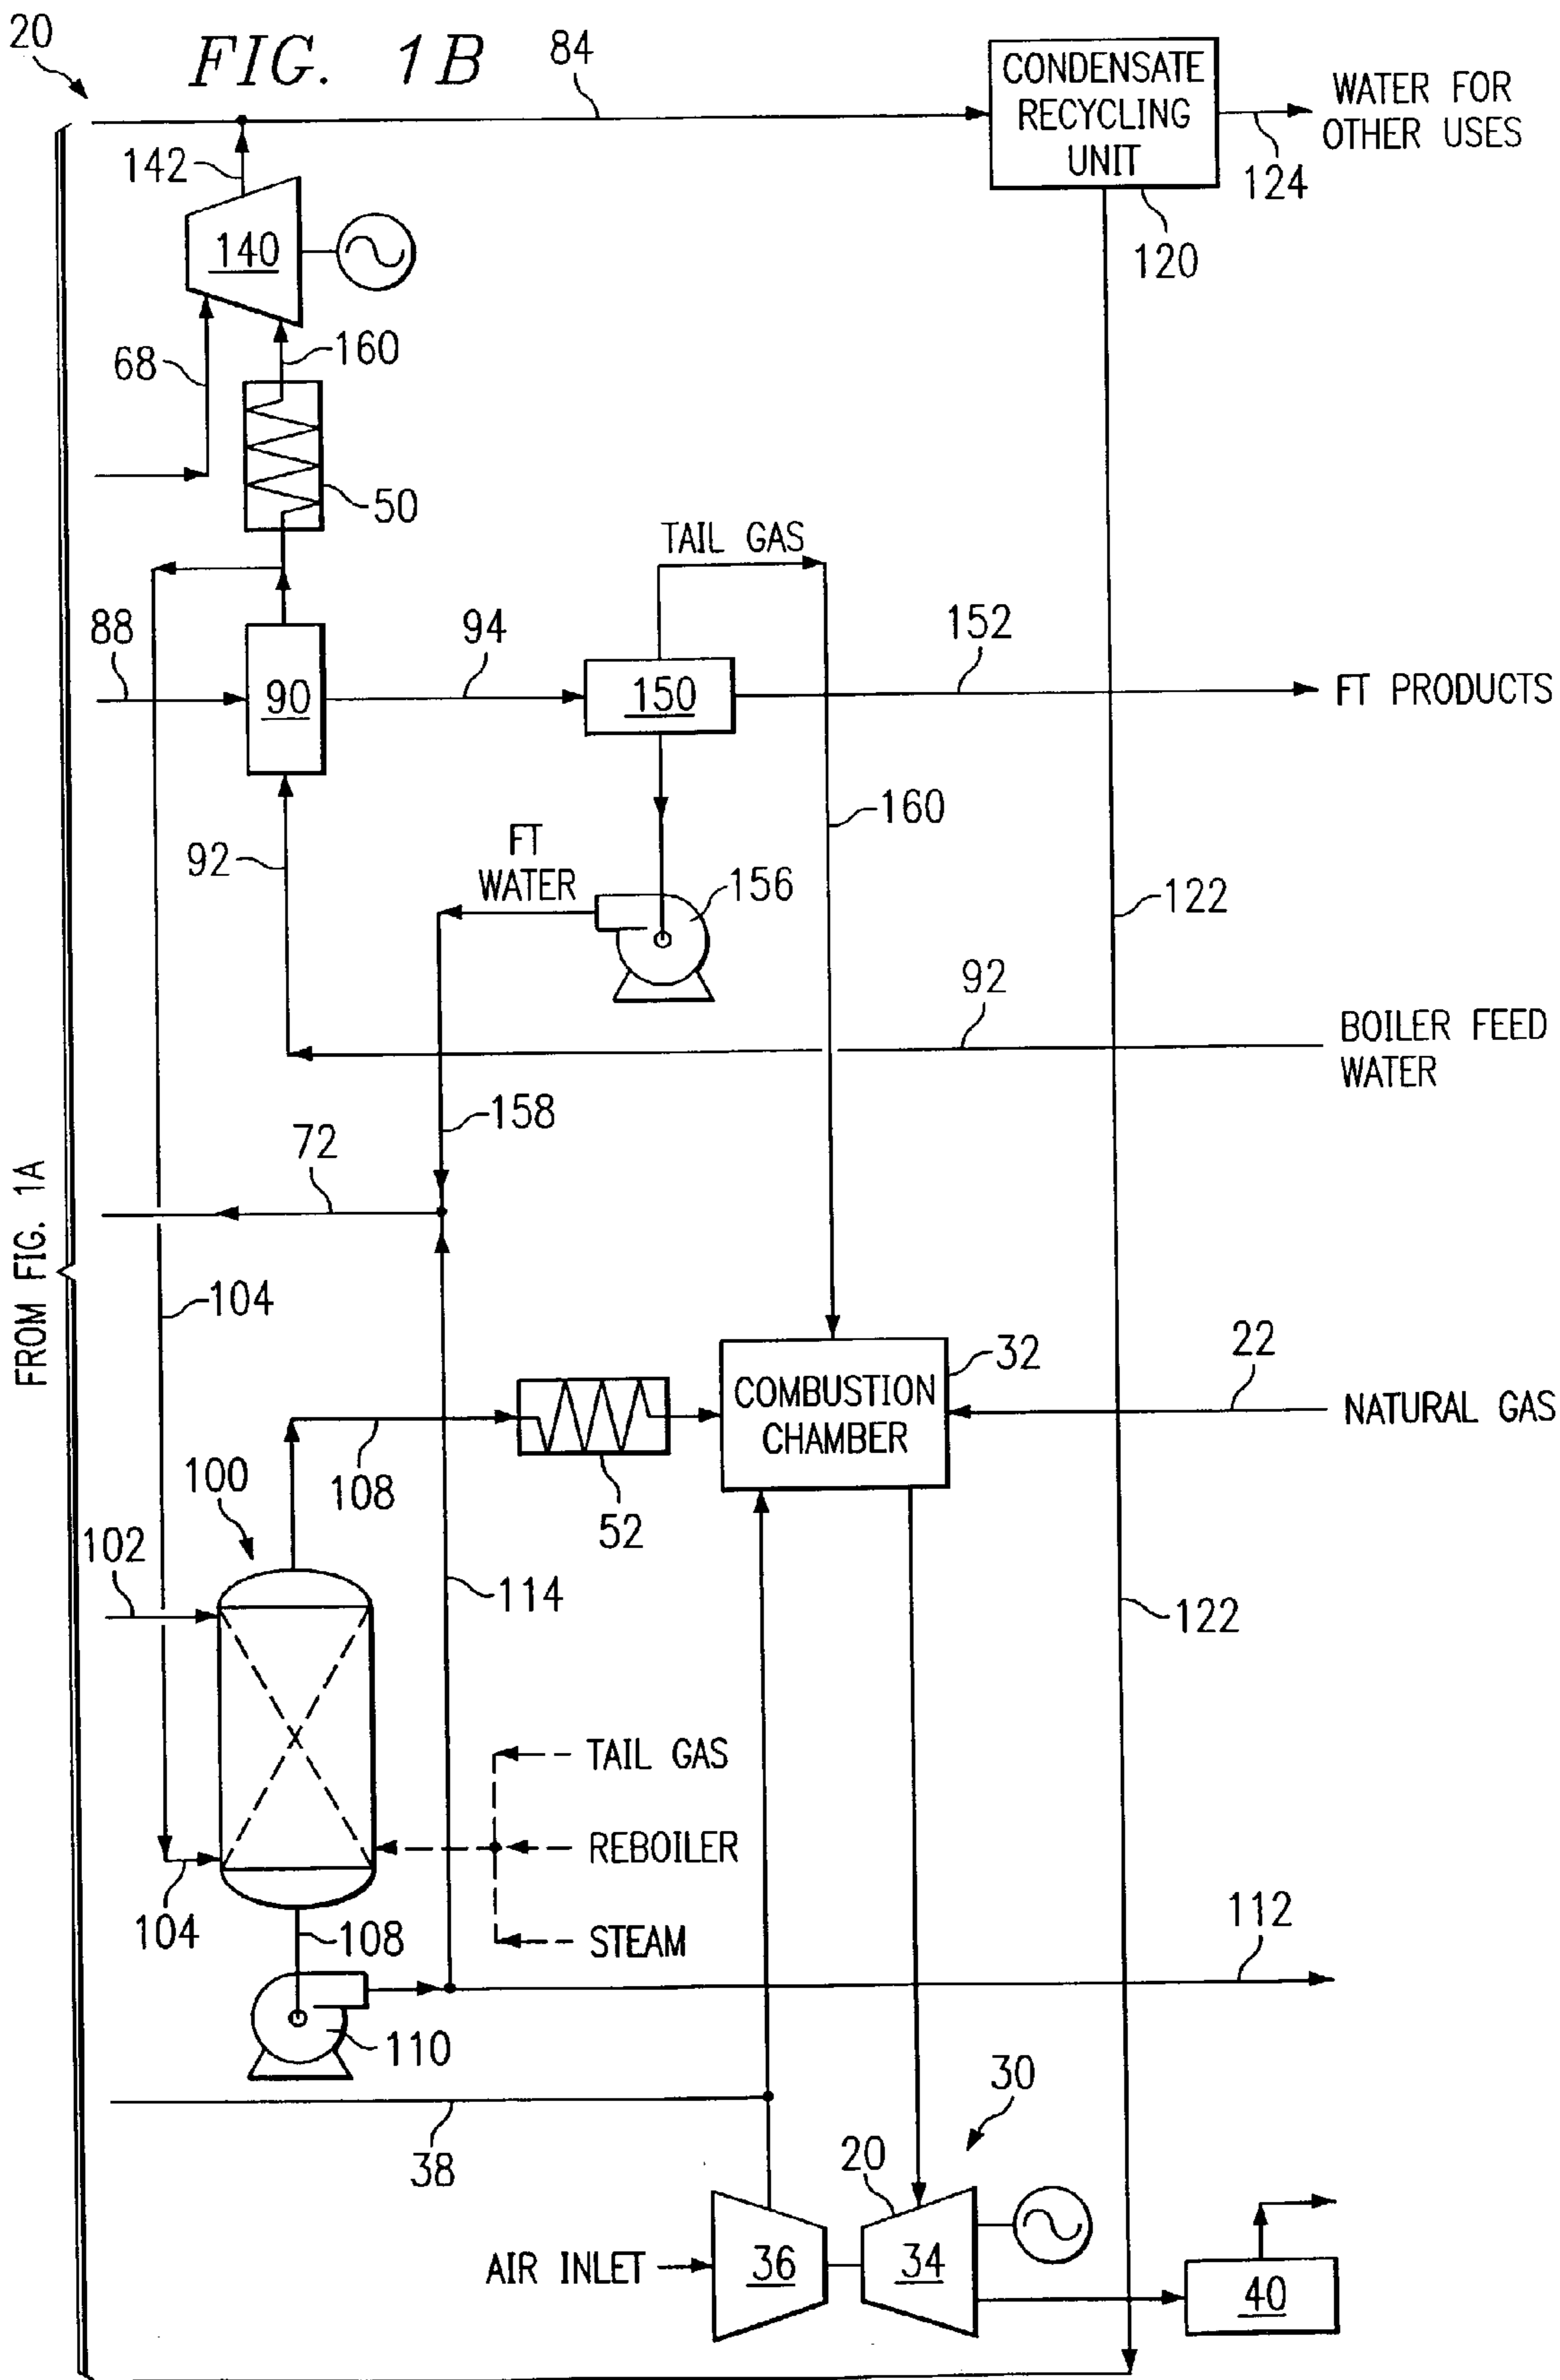 20
FIG. 1B
84
CONDENSATE
RECYCLING
UNIT
WATER FOR
OTHER USES
124
142
140
120
68
160
50
TAIL GAS
88
90
94
150
152
FT PRODUCTS
160
92
FT
WATER
156
122
92
BOILER FEED
WATER
158
72
FROM FIG. 1A
104
32
COMBUSTION
CHAMBER
22
NATURAL GAS
108
52
100
102
114
122
TAIL GAS
REBOILER
STEAM
104
108
112
110
38
30
20
AIR INLET
36
34
40